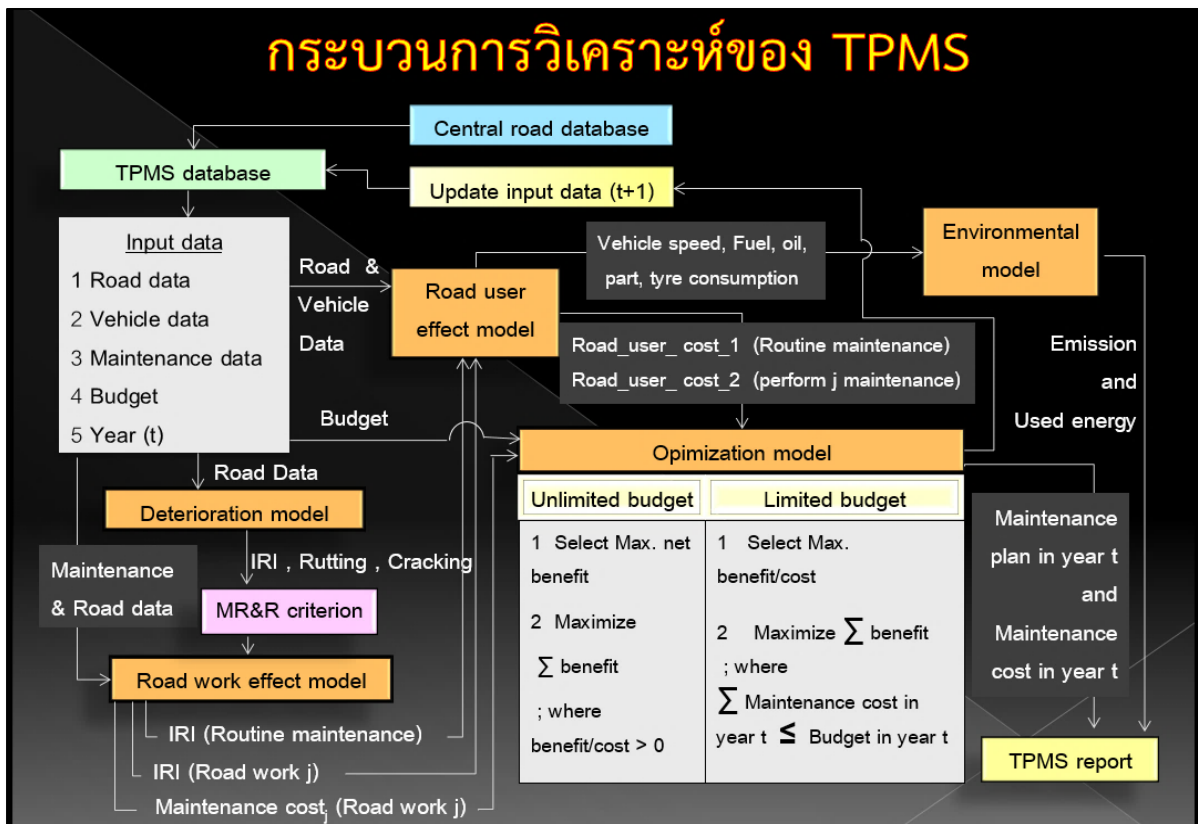 กระบวนการวิเคราะห์ของ TPMS
Central road database
TPMS database
Update input data (t+1)
Input data
1 Road data
2 Vehicle data
3 Maintenance data
4 Budget
5 Year (t)
Road &
Vehicle
Data
Road user
effect model
Vehicle speed, Fuel, oil,
part, tyre consumption
Environmental
model
Road_user_ cost_1 (Routine maintenance)
Road_user_ cost_2 (perform j maintenance)
Emission
and
Used energy
Budget
Road Data
Opimization model
Unlimited budget
1 Select Max. net
benefit
2 Maximize
∑ benefit
; where
benefit/cost > 0
Limited budget
1 Select Max.
benefit/cost
2 Maximize ∑ benefit
; where
∑ Maintenance cost in
year t ≤ Budget in year t
Deterioration model
IRI , Rutting , Cracking
Maintenance
& Road data
MR&R criterion
Road work effect model
IRI (Routine maintenance)
IRI (Road work j)
Maintenance costj (Road work j)
Maintenance
plan in year t
and
Maintenance
cost in year t
TPMS report